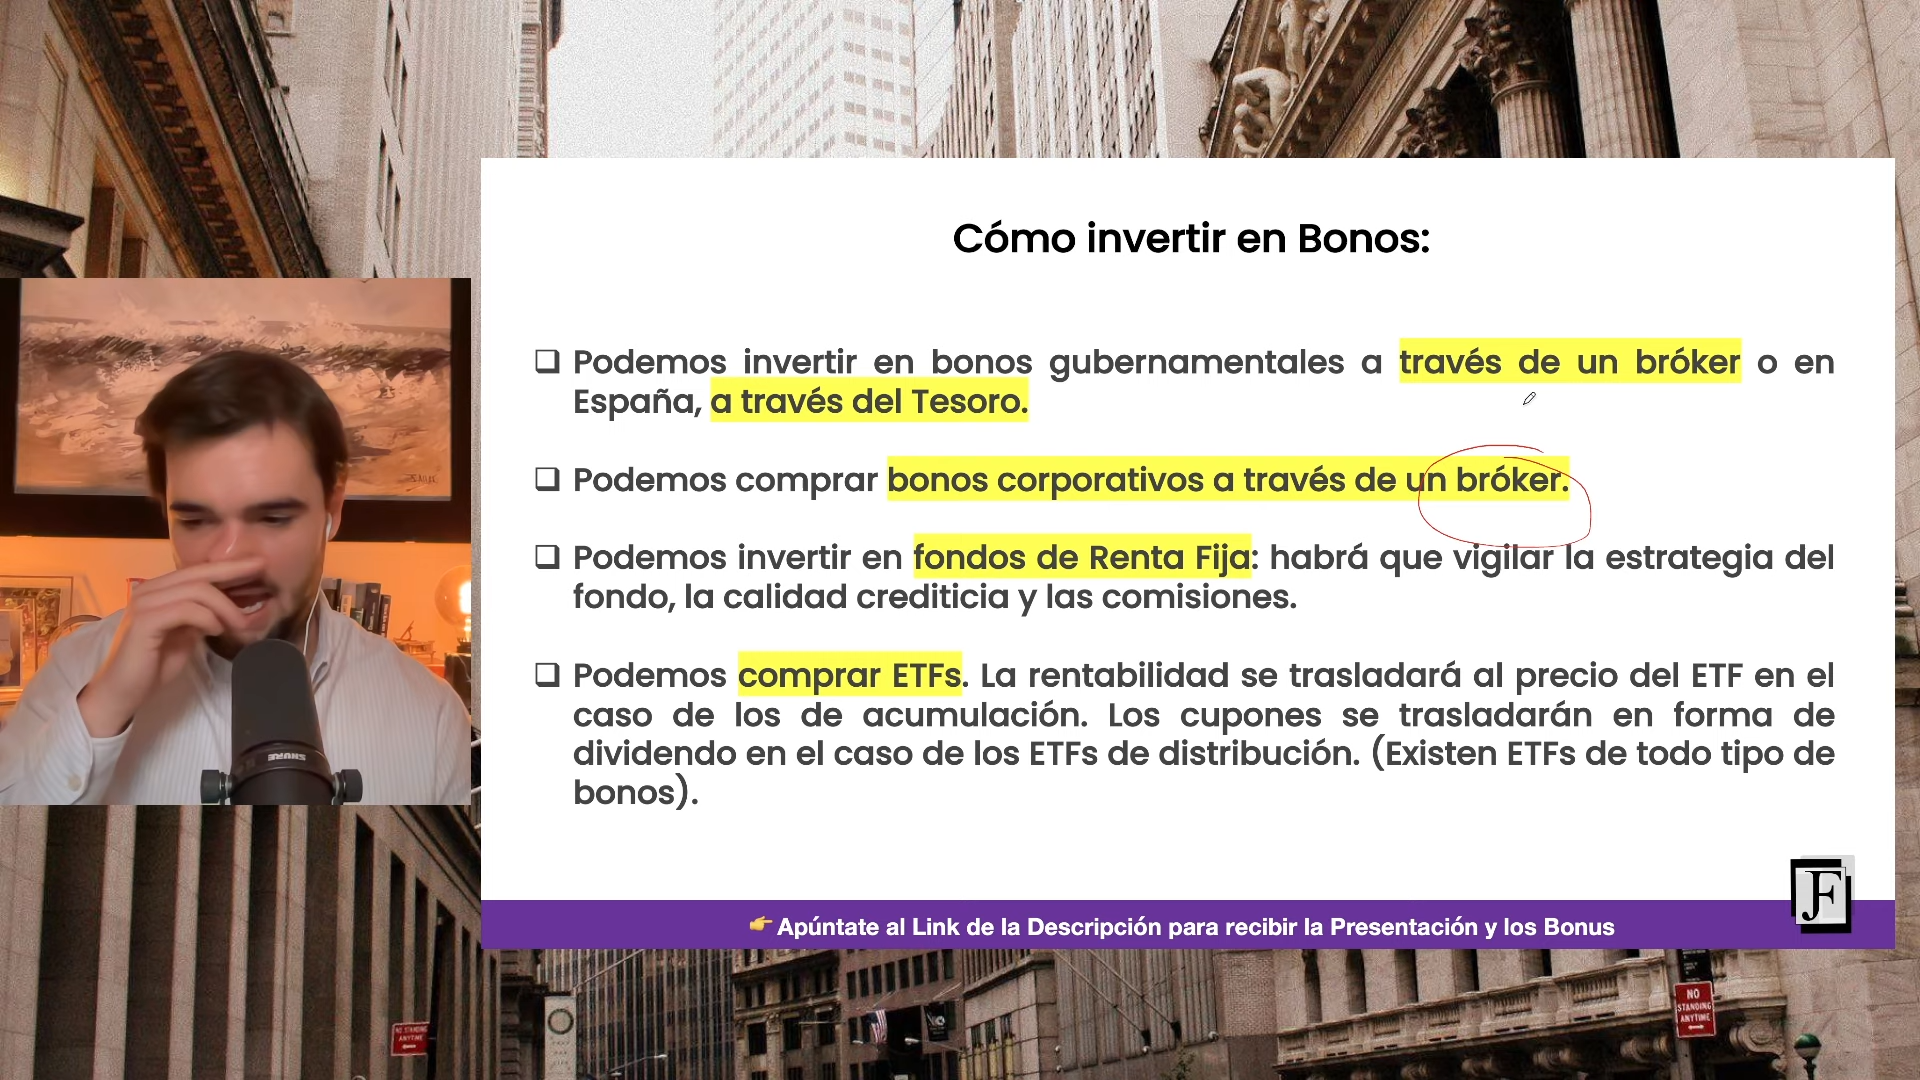 Cómo invertir en Bonos:
Podemos invertir en bonos gubernamentales a través de un bróker o en
España, a través del Tesoro.
Podemos comprar bonos corporativos a través de un bróker.
Podemos invertir en fondos de Renta Fija: habrá que vigilar la estrategia del
fondo, la calidad crediticia y las comisiones.
Podemos comprar ETFs. La rentabilidad se trasladará al precio del ETF en el
caso de los de acumulación. Los cupones se trasladarán en forma de
dividendo en el caso de los ETFs de distribución. (Existen ETFs de todo tipo de
bonos).
JF
👉 Apúntate al Link de la Descripción para recibir la Presentación y los Bonus
SHURE
NO
STANDING
ANYTIME
NO STANDING
ANYTIME